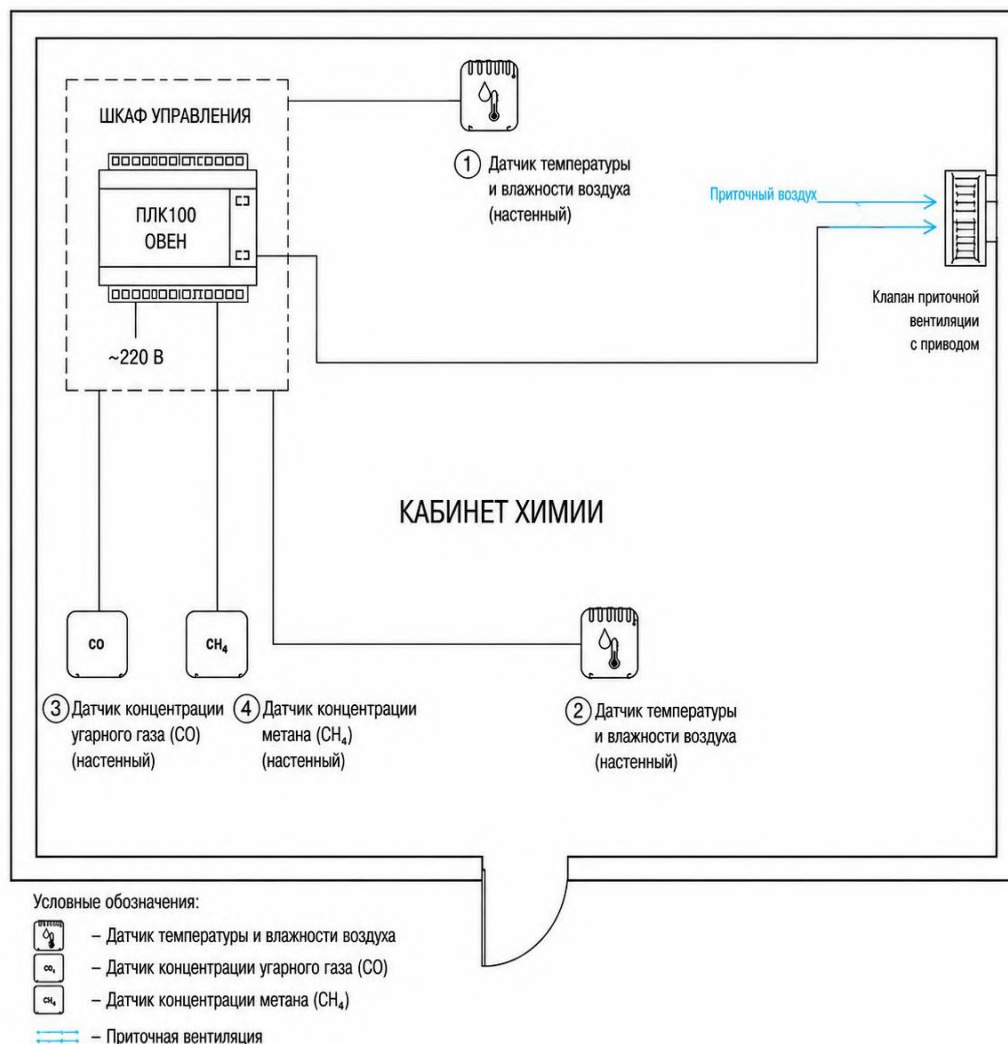 ШКАФ УПРАВЛЕНИЯ
ПЛК100
ОВЕН
~220 В
① Датчик температуры
и влажности воздуха
(настенный)
Приточный воздух
Клапан приточной
вентиляции
с приводом
КАБИНЕТ ХИМИИ
CO
CH₄
③ Датчик концентрации
угарного газа (CO)
(настенный)
④ Датчик концентрации
метана (CH₄)
(настенный)
② Датчик температуры
и влажности воздуха
(настенный)
Условные обозначения:
– Датчик температуры и влажности воздуха
– Датчик концентрации угарного газа (CO)
CH₄ – Датчик концентрации метана (CH₄)
– Приточная вентиляция